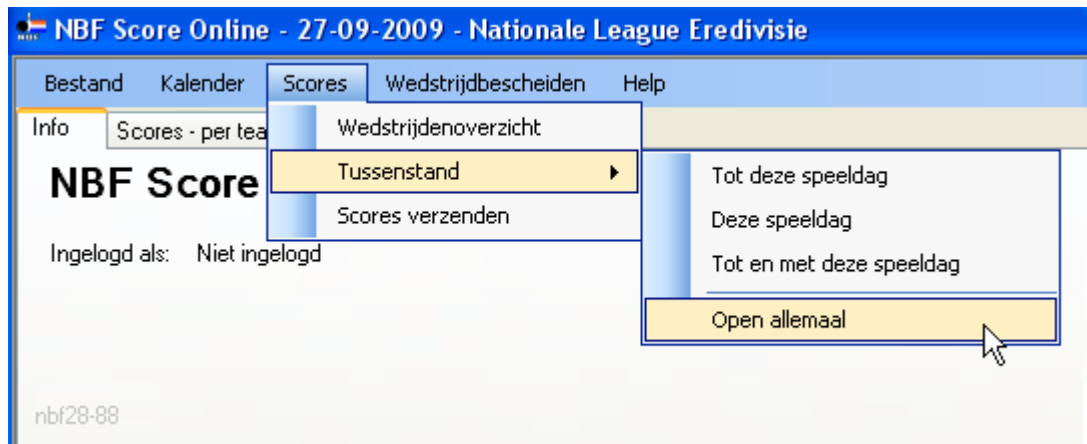 NBF Score Online - 27-09-2009 - Nationale League Eredivisie
Bestand Kalender Scores Wedstrijdbescheiden Help
Info Scores - per tea
Wedstrijdenoverzicht
Tussenstand
Scores verzenden
Tot deze speeldag
Deze speeldag
Tot en met deze speeldag
Open allemaal
NBF Score
Ingelogd als: Niet ingelogd
nbf28-88